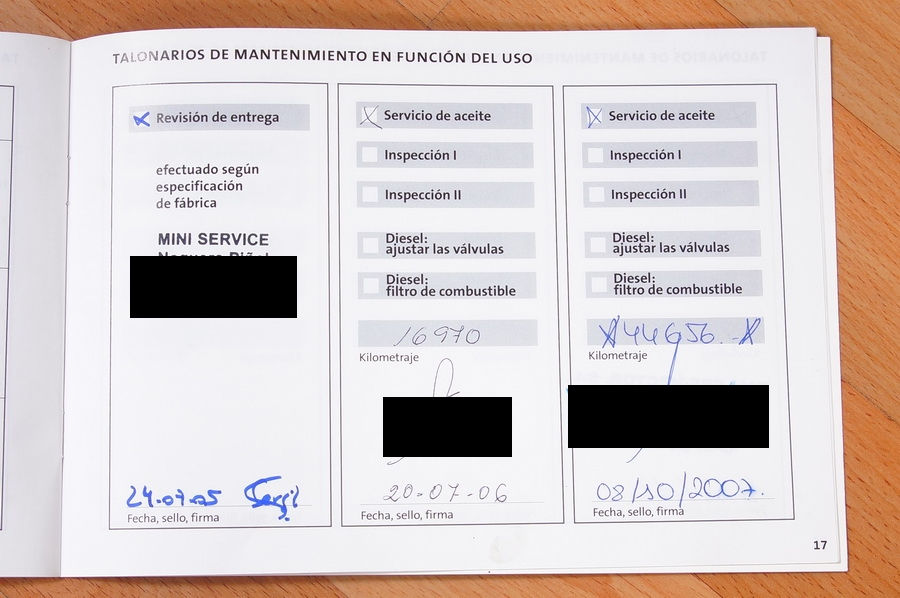 TALONARIOS DE MANTENIMIENTO EN FUNCIÓN DEL USO
Revisión de entrega
efectuado según
especificación
de fábrica
MINI SERVICE
24-07-05
Fecha, sello, firma
Servicio de aceite
Inspección I
Inspección II
Diesel:
ajustar las válvulas
Diesel:
filtro de combustible
16970
Kilometraje
20-07-06
Fecha, sello, firma
Servicio de aceite
Inspección I
Inspección II
Diesel:
ajustar las válvulas
Diesel:
filtro de combustible
44656.-
Kilometraje
08/10/2007.
Fecha, sello, firma
17